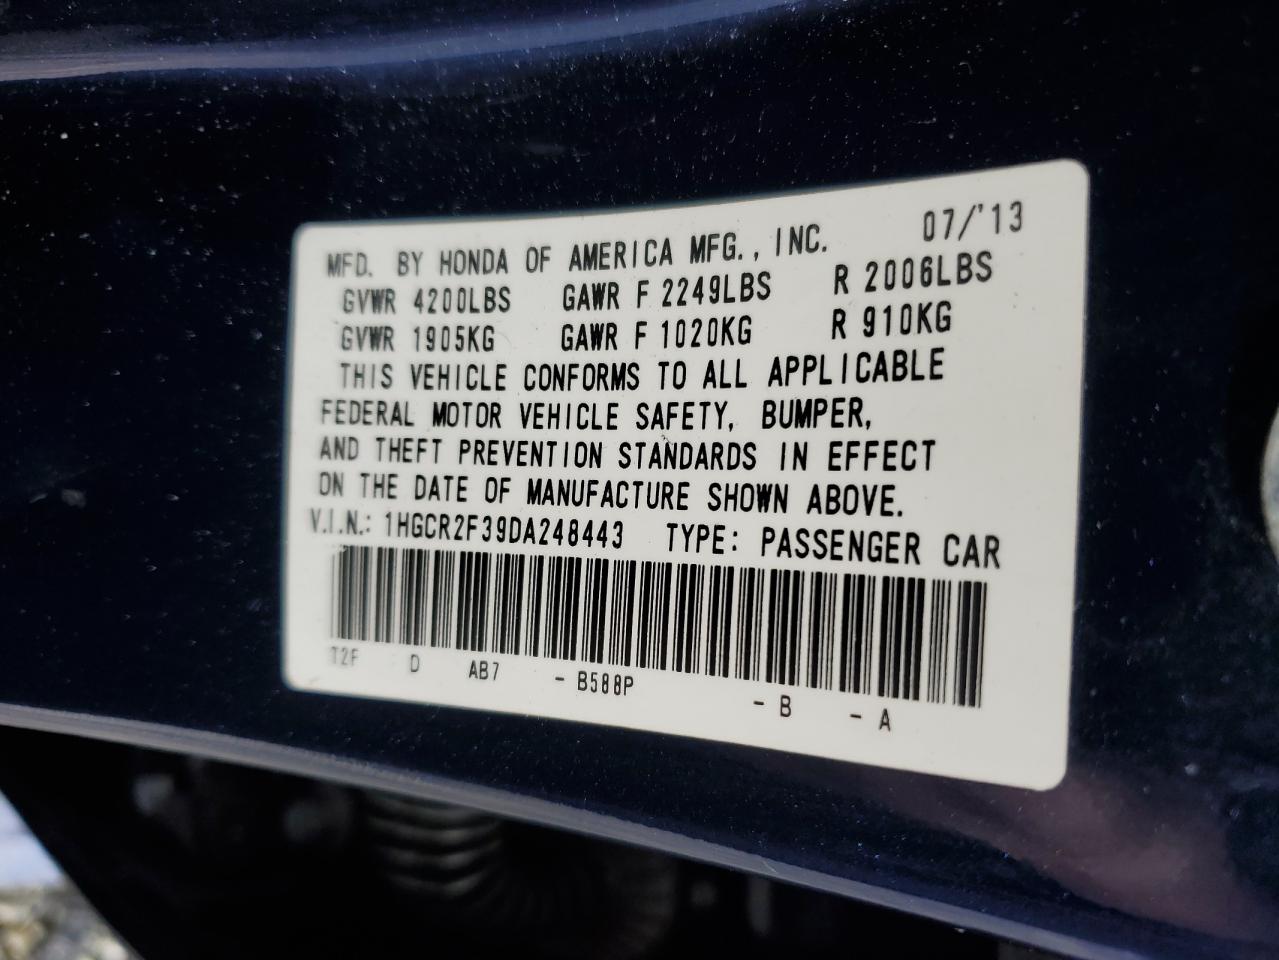 MFD. BY HONDA OF AMERICA MFG., INC. 07/'13
GVWR 4200LBS GAWR F 2249LBS R 2006LBS
GVWR 1905KG GAWR F 1020KG R 910KG
THIS VEHICLE CONFORMS TO ALL APPLICABLE
FEDERAL MOTOR VEHICLE SAFETY, BUMPER,
AND THEFT PREVENTION STANDARDS IN EFFECT
ON THE DATE OF MANUFACTURE SHOWN ABOVE.
V.I.N.: 1HGCR2F39DA248443 TYPE: PASSENGER CAR
T2F D AB7 - B588P - B - A